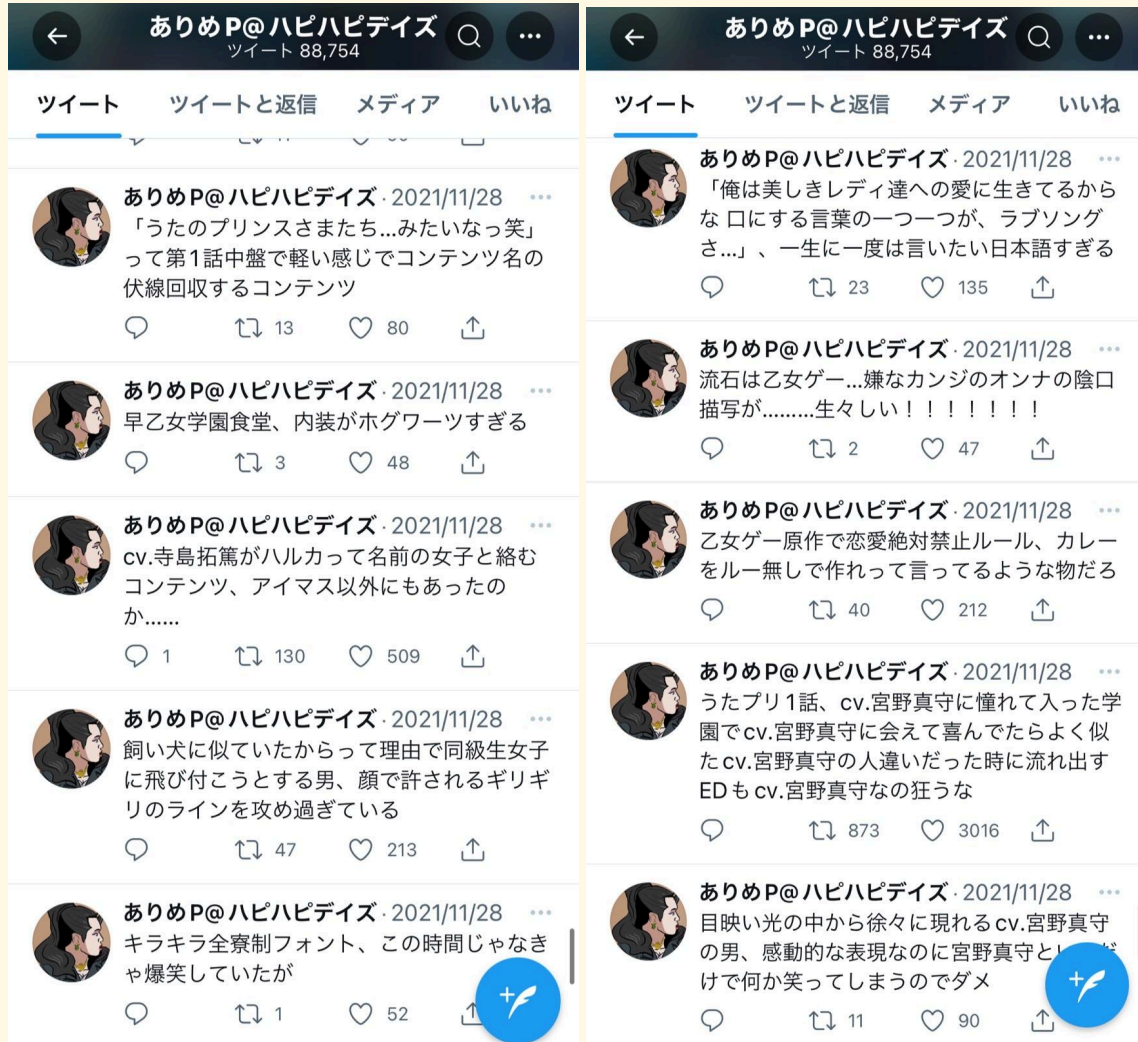 ありめP@ハピハピデイズ
ツイート 88,754
ツイート ツイートと返信 メディア いいね
ありめP@ハピハピデイズ · 2021/11/28
「うたのプリンスさまたち...みたいなっ笑」
って第1話中盤で軽い感じでコンテンツ名の
伏線回収するコンテンツ
13 80
ありめP@ハピハピデイズ · 2021/11/28
早乙女学園食堂、内装がホグワーツすぎる
3 48
ありめP@ハピハピデイズ · 2021/11/28
cv.寺島拓篤がハルカって名前の女子と絡む
コンテンツ、アイマス以外にもあったの
か......
1 130 509
ありめP@ハピハピデイズ · 2021/11/28
飼い犬に似ていたからって理由で同級生女子
に飛び付こうとする男、顔で許されるギリギ
リのラインを攻め過ぎている
47 213
ありめP@ハピハピデイズ · 2021/11/28
キラキラ全寮制フォント、この時間じゃなき
ゃ爆笑していたが
1 52
ありめP@ハピハピデイズ
ツイート 88,754
ツイート ツイートと返信 メディア いいね
ありめP@ハピハピデイズ · 2021/11/28
「俺は美しきレディ達への愛に生きてるから
な 口にする言葉の一つ一つが、ラブソング
さ...」、一生に一度は言いたい日本語すぎる
23 135
ありめP@ハピハピデイズ · 2021/11/28
流石は乙女ゲー...嫌なカンジのオンナの陰口
描写が.........生々しい！！！！！！！
2 47
ありめP@ハピハピデイズ · 2021/11/28
乙女ゲー原作で恋愛絶対禁止ルール、カレー
をルー無しで作れって言ってるような物だろ
40 212
ありめP@ハピハピデイズ · 2021/11/28
うたプリ1話、cv.宮野真守に憧れて入った学
園でcv.宮野真守に会えて喜んでたらよく似
たcv.宮野真守の人違いだった時に流れ出す
EDもcv.宮野真守なの狂うな
873 3016
ありめP@ハピハピデイズ · 2021/11/28
目映い光の中から徐々に現れるcv.宮野真守
の男、感動的な表現なのに宮野真守と
けで何か笑ってしまうのでダメ
11 90